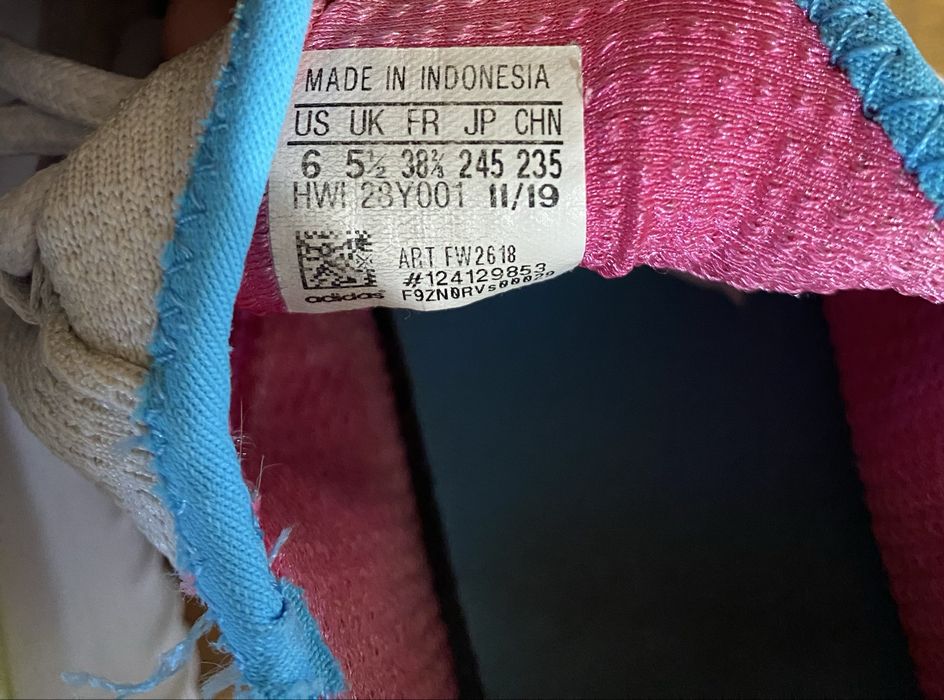 MADE IN INDONESIA
US UK FR JP CHN
6 5½ 38⅔ 245 235
HWI 28Y001 11/19
ART FW2618
#124129853
adidas